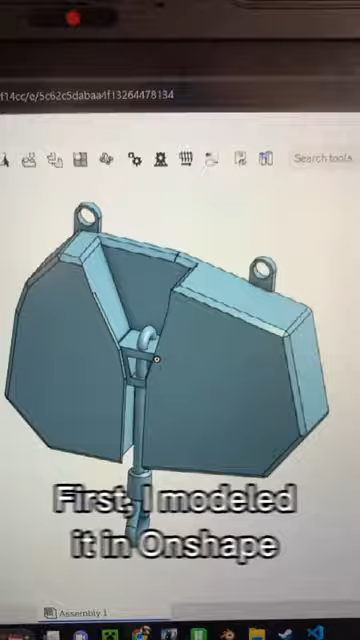 f14cc/e/5c62c5dabaa4f13264478134
Search tools
First, I modeled
it in Onshape
Assembly 1